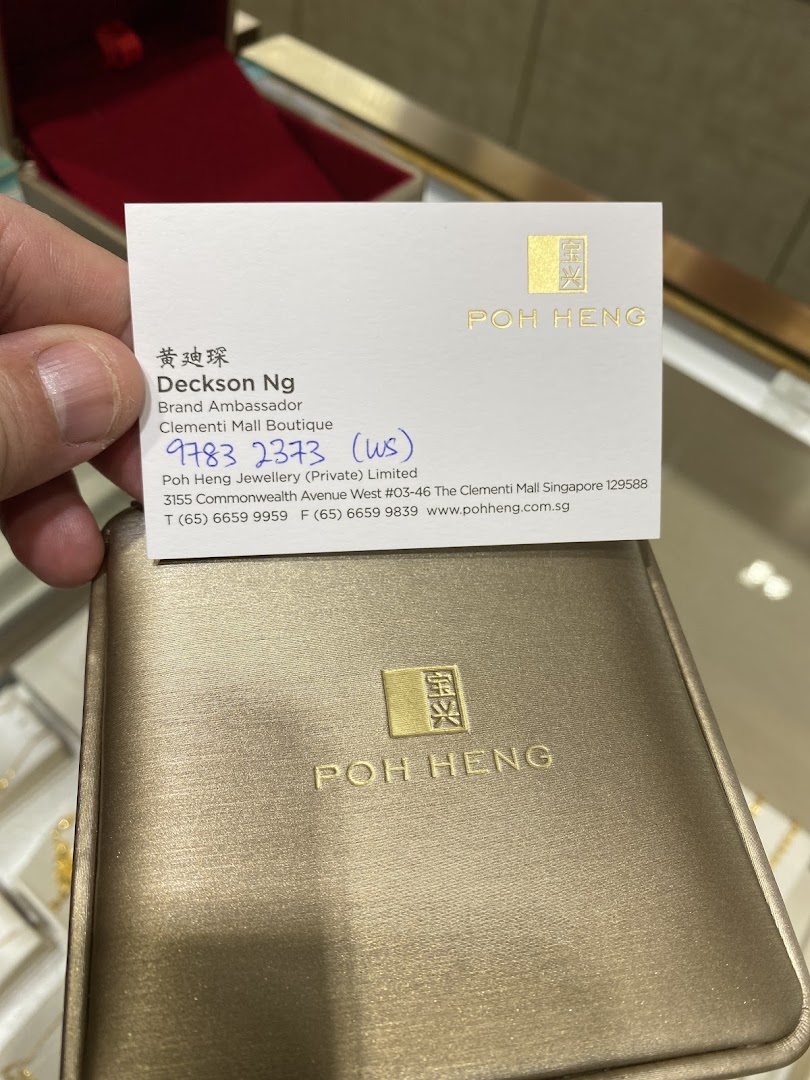 宝兴
POH HENG
黄廸琛
Deckson Ng
Brand Ambassador
Clementi Mall Boutique
9783 2373 (WS)
Poh Heng Jewellery (Private) Limited
3155 Commonwealth Avenue West #03-46 The Clementi Mall Singapore 129588
T (65) 6659 9959 F (65) 6659 9839 www.pohheng.com.sg
宝兴
POH HENG